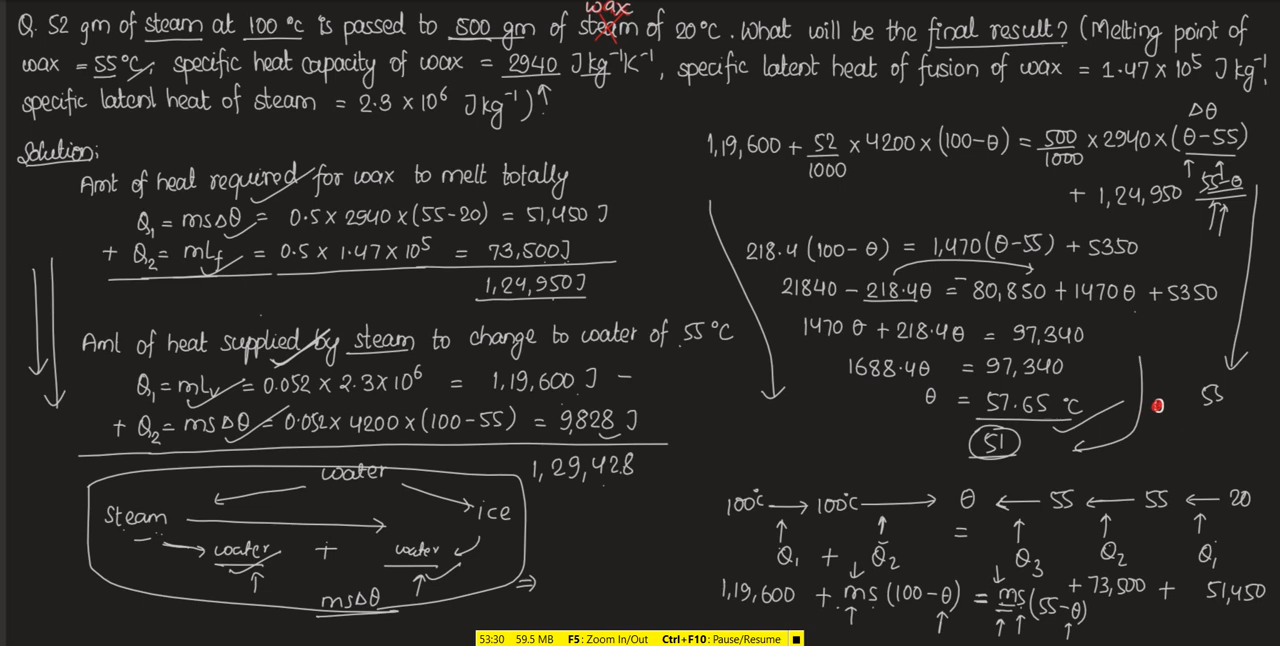 wax
Q. 52 gm of steam at 100 °c is passed to 500 gm of steam of 20°C. What will be the final result? (Melting point of
wax = 55°C, specific heat capacity of wax = 2940 J kg⁻¹K⁻¹, specific latent heat of fusion of wax = 1.47 × 10⁵ J kg⁻¹,
specific latent heat of steam = 2.3 × 10⁶ J kg⁻¹)
Solution;
Amt of heat required for wax to melt totally
Q₁ = msΔθ = 0.5 × 2940 × (55-20) = 51,450 J
+ Q₂ = mLf = 0.5 × 1.47 × 10⁵ = 73,500J
1,24,950J
Amt of heat supplied by steam to change to water of 55°C
Q₁ = mLv = 0.052 × 2.3 × 10⁶ = 1,19,600 J -
+ Q₂ = msΔθ = 0.052 × 4200 × (100-55) = 9,828 J
1,29,428
water
Steam → ice
water + water
msΔθ ⇒
Δθ
1,19,600 + 52/1000 × 4200 × (100-θ) = 500/1000 × 2940 × (θ-55)
+ 1,24,950 55-θ
218.4 (100-θ) = 1,470(θ-55) + 5350
21840 - 218.4θ = -80,850 + 1470θ + 5350
1470 θ + 218.4θ = 97,340
1688.4θ = 97,340
θ = 57.65 °C
51
55
100°C → 100°C → θ ← 55 ← 55 ← 20
=
Q₁ + Q₂ Q₃ Q₂ Q₁
1,19,600 + ms (100-θ) = ms (55-θ) + 73,500 + 51,450
53:30 59.5 MB F5: Zoom In/Out Ctrl+F10: Pause/Resume